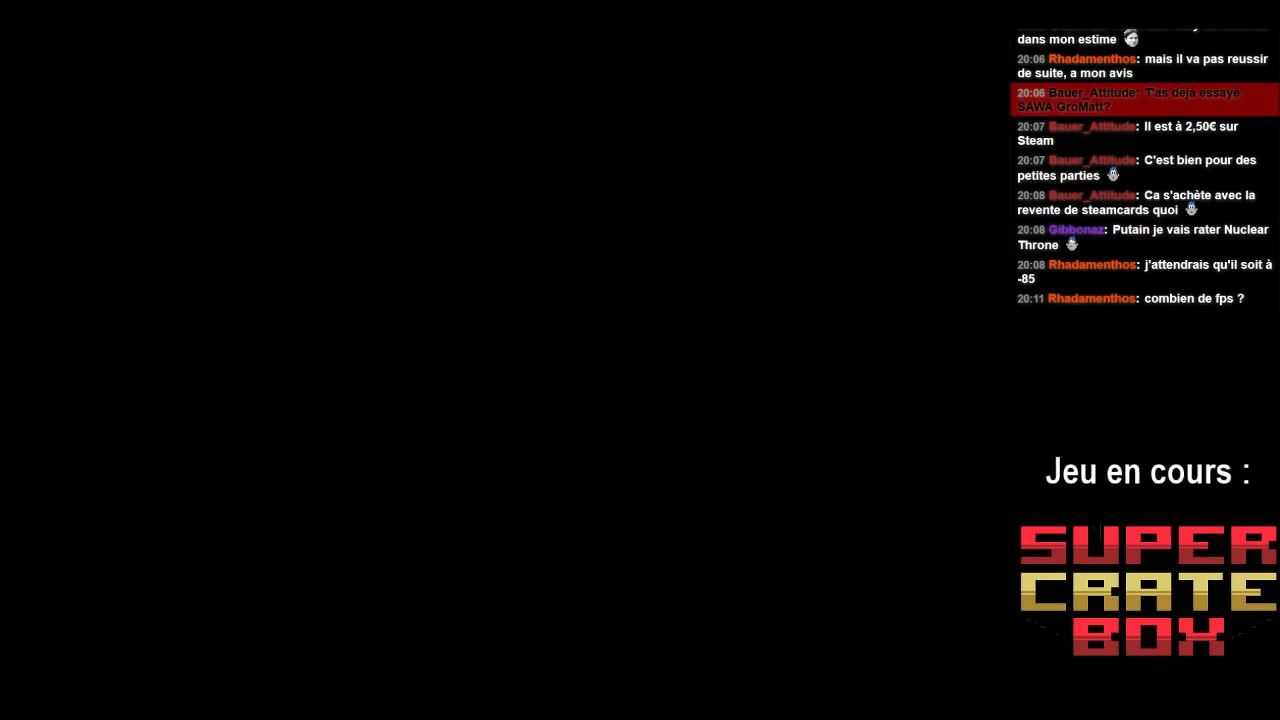 dans mon estime
20:06 Rhadamenthos: mais il va pas reussir
de suite, a mon avis
20:06 Bauer_Attitude: T'as déjà essayé
SAWA GroMatt?
20:07 Bauer_Attitude: Il est à 2,50€ sur
Steam
20:07 Bauer_Attitude: C'est bien pour des
petites parties
20:08 Bauer_Attitude: Ca s'achète avec la
revente de steamcards quoi
20:08 Gibbonaz: Putain je vais rater Nuclear
Throne
20:08 Rhadamenthos: j'attendrais qu'il soit à
-85
20:11 Rhadamenthos: combien de fps ?
Jeu en cours :
SUPER
CRATE
BOX